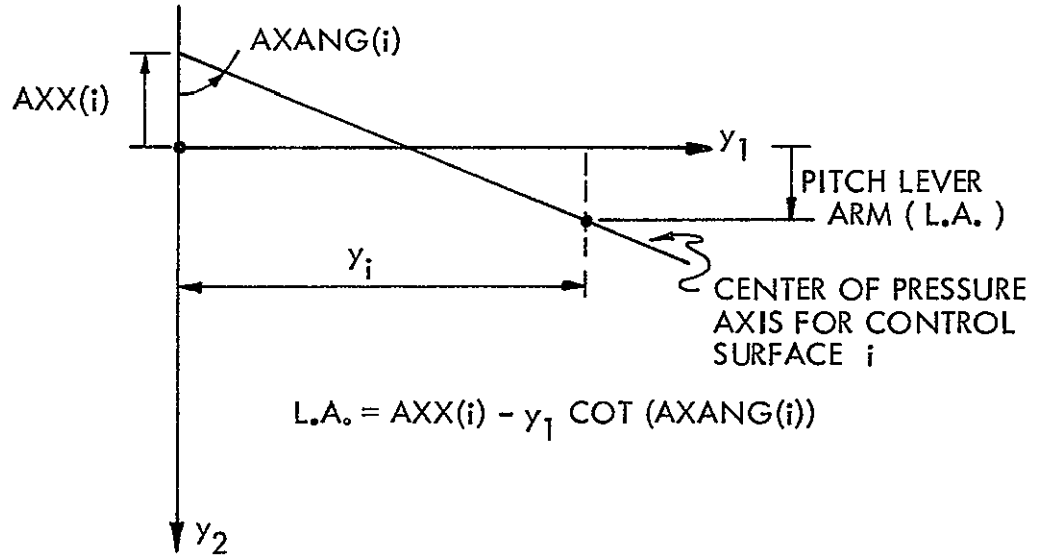 AXANG(i)
AXX(i)
y1
PITCH LEVER
ARM ( L.A. )
yi
CENTER OF PRESSURE
AXIS FOR CONTROL
SURFACE i
L.A. = AXX(i) - y1 COT (AXANG(i))
y2